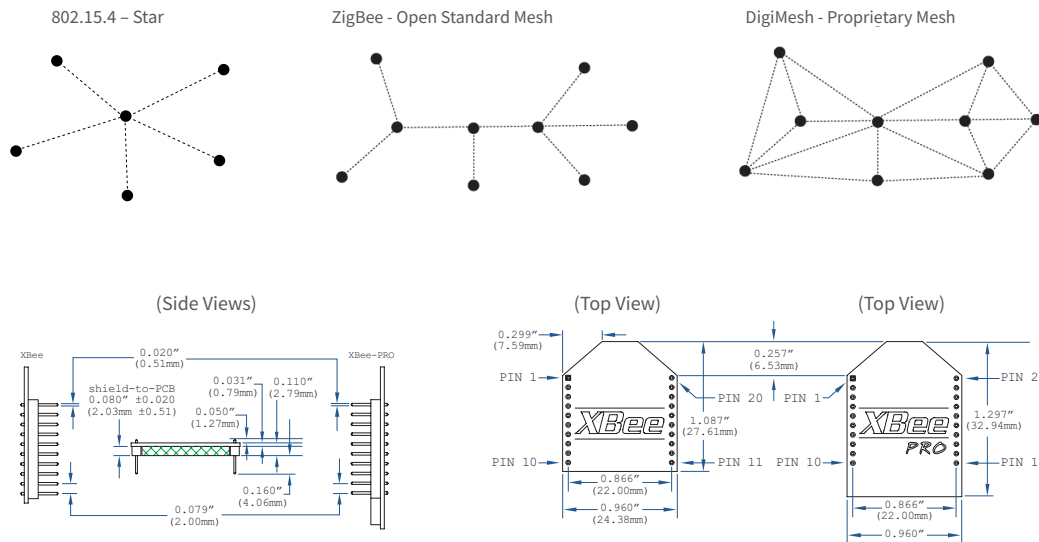 802.15.4 – Star
ZigBee - Open Standard Mesh
DigiMesh - Proprietary Mesh
(Side Views)
(Top View)
(Top View)
XBee
0.020”
(0.51mm)
XBee-PRO
shield-to-PCB
0.080” ±0.020
(2.03mm ±0.51)
0.031”
(0.79mm)
0.110”
(2.79mm)
0.050”
(1.27mm)
0.160”
(4.06mm)
0.079”
(2.00mm)
0.299”
(7.59mm)
0.257”
(6.53mm)
PIN 1
PIN 20
PIN 1
PIN 2
XBee
1.087”
(27.61mm)
XBee
PRO
1.297”
(32.94mm)
PIN 10
PIN 11
PIN 10
PIN 1
0.866”
(22.00mm)
0.960”
(24.38mm)
0.866”
(22.00mm)
0.960”